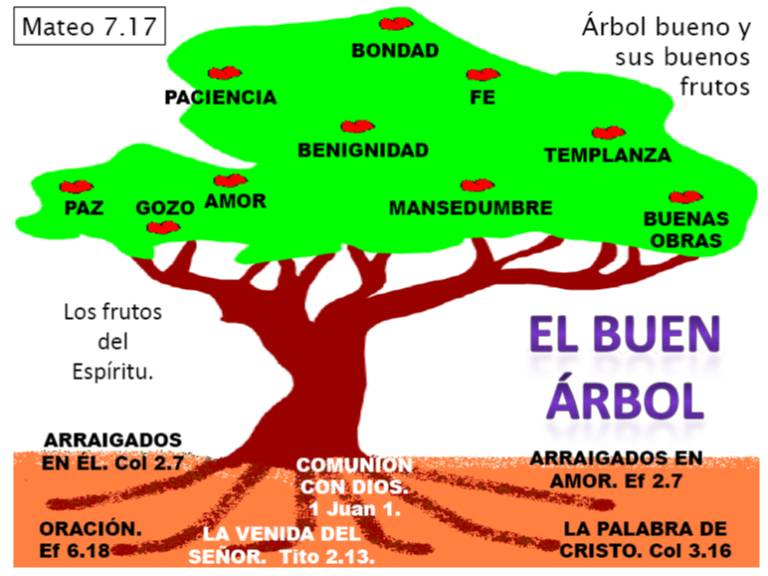 Mateo 7.17
Árbol bueno y
sus buenos
frutos
BONDAD
PACIENCIA
FE
BENIGNIDAD
TEMPLANZA
PAZ
GOZO
AMOR
MANSEDUMBRE
BUENAS
OBRAS
Los frutos
del
Espíritu.
EL BUEN
ÁRBOL
ARRAIGADOS
EN ÉL. Col 2.7
COMUNIÓN
CON DIOS.
1 Juan 1.
ARRAIGADOS EN
AMOR. Ef 2.7
ORACIÓN.
Ef 6.18
LA VENIDA DEL
SEÑOR. Tito 2.13.
LA PALABRA DE
CRISTO. Col 3.16